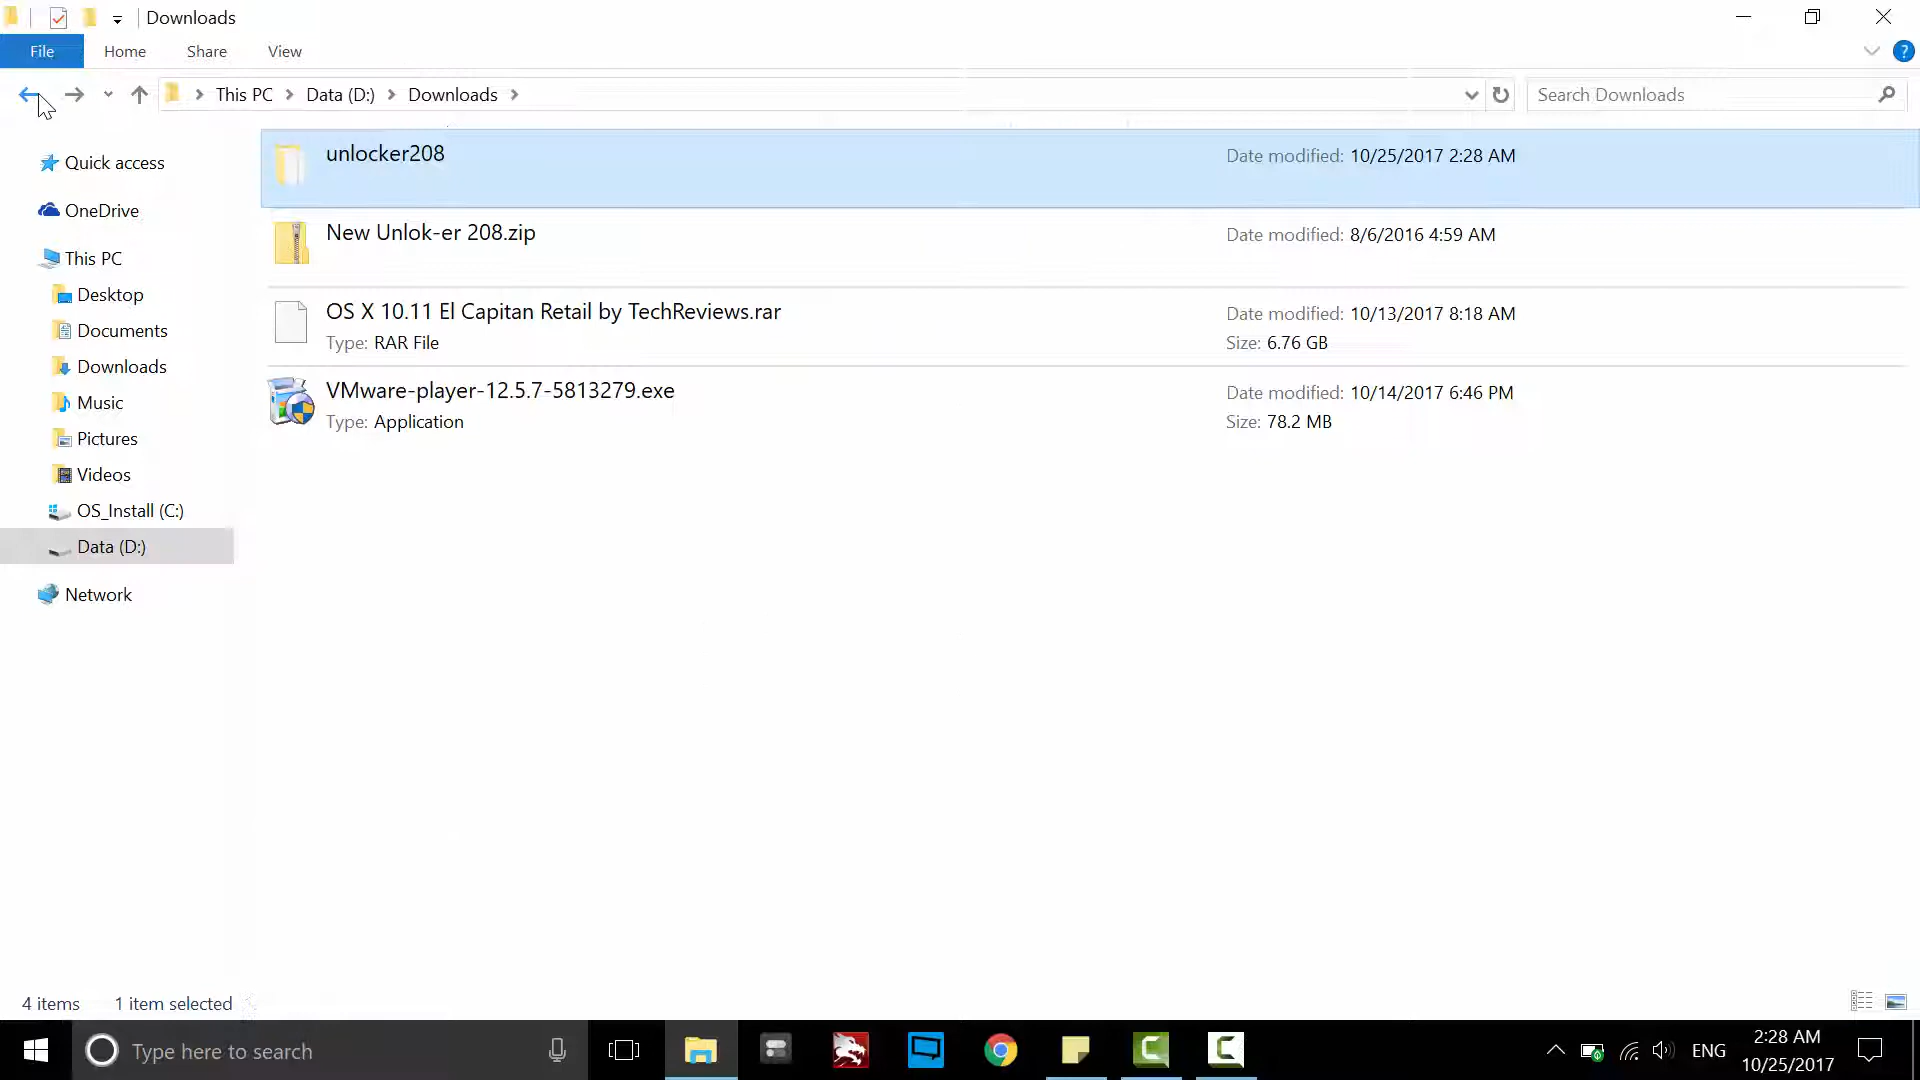 Downloads
File Home Share View
This PC Data (D:) Downloads Search Downloads
Quick access
OneDrive
This PC
Desktop
Documents
Downloads
Music
Pictures
Videos
OS_Install (C:)
Data (D:)
Network
unlocker208 Date modified: 10/25/2017 2:28 AM
New Unlok-er 208.zip Date modified: 8/6/2016 4:59 AM
OS X 10.11 El Capitan Retail by TechReviews.rar Date modified: 10/13/2017 8:18 AM
Type: RAR File Size: 6.76 GB
VMware-player-12.5.7-5813279.exe Date modified: 10/14/2017 6:46 PM
Type: Application Size: 78.2 MB
4 items 1 item selected
Type here to search
ENG
2:28 AM
10/25/2017